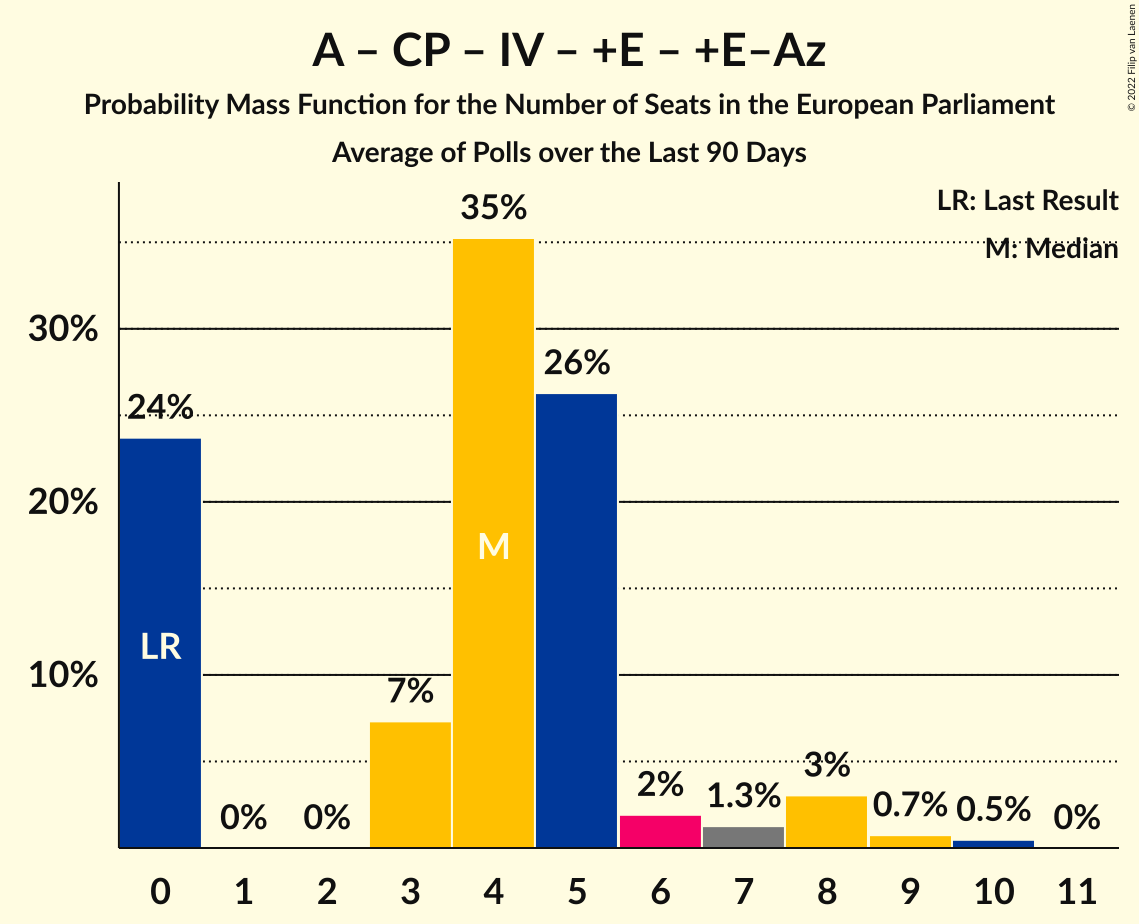 A – CP – IV – +E – +E–Az
Probability Mass Function for the Number of Seats in the European Parliament
Average of Polls over the Last 90 Days
© 2022 Filip van Laenen
LR: Last Result
M: Median
35%
30%
26%
24%
20%
M
LR
10%
7%
3%
2%
1.3%
0.7%
0.5%
0%
0%
0%
0 1 2 3 4 5 6 7 8 9 10 11